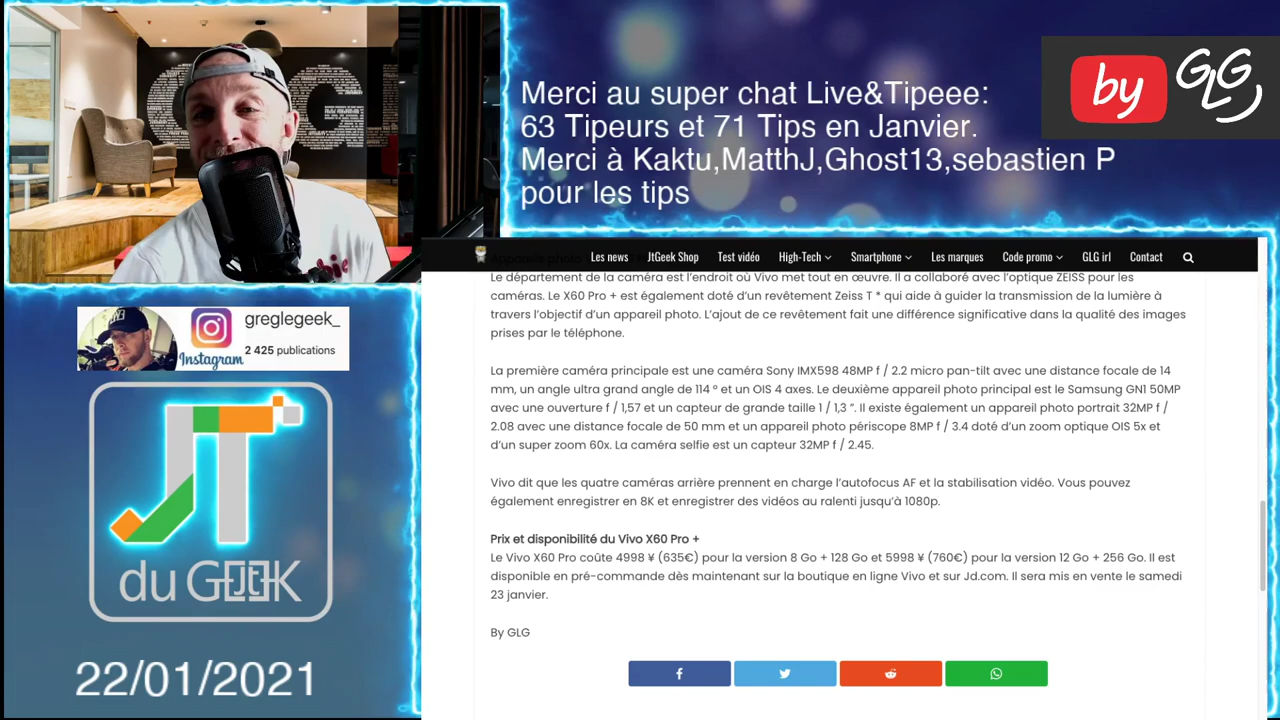 Merci au super chat Live&Tipeee:
63 Tipeurs et 71 Tips en Janvier.
Merci à Kaktu,MatthJ,Ghost13,sebastien P
pour les tips
by GLG
greglegeek_
Instagram
2 425 publications
JT
du GEEK
22/01/2021
Les news JtGeek Shop Test vidéo High-Tech Smartphone Les marques Code promo GLG irl Contact
Le département de la caméra est l’endroit où Vivo met tout en œuvre. Il a collaboré avec l’optique ZEISS pour les
caméras. Le X60 Pro + est également doté d’un revêtement Zeiss T * qui aide à guider la transmission de la lumière à
travers l’objectif d’un appareil photo. L’ajout de ce revêtement fait une différence significative dans la qualité des images
prises par le téléphone.
La première caméra principale est une caméra Sony IMX598 48MP f / 2.2 micro pan-tilt avec une distance focale de 14
mm, un angle ultra grand angle de 114 ° et un OIS 4 axes. Le deuxième appareil photo principal est le Samsung GN1 50MP
avec une ouverture f / 1,57 et un capteur de grande taille 1 / 1,3 ”. Il existe également un appareil photo portrait 32MP f /
2.08 avec une distance focale de 50 mm et un appareil photo périscope 8MP f / 3.4 doté d’un zoom optique OIS 5x et
d’un super zoom 60x. La caméra selfie est un capteur 32MP f / 2.45.
Vivo dit que les quatre caméras arrière prennent en charge l’autofocus AF et la stabilisation vidéo. Vous pouvez
également enregistrer en 8K et enregistrer des vidéos au ralenti jusqu’à 1080p.
Prix et disponibilité du Vivo X60 Pro +
Le Vivo X60 Pro coûte 4998 ¥ (635€) pour la version 8 Go + 128 Go et 5998 ¥ (760€) pour la version 12 Go + 256 Go. Il est
disponible en pré-commande dès maintenant sur la boutique en ligne Vivo et sur Jd.com. Il sera mis en vente le samedi
23 janvier.
By GLG